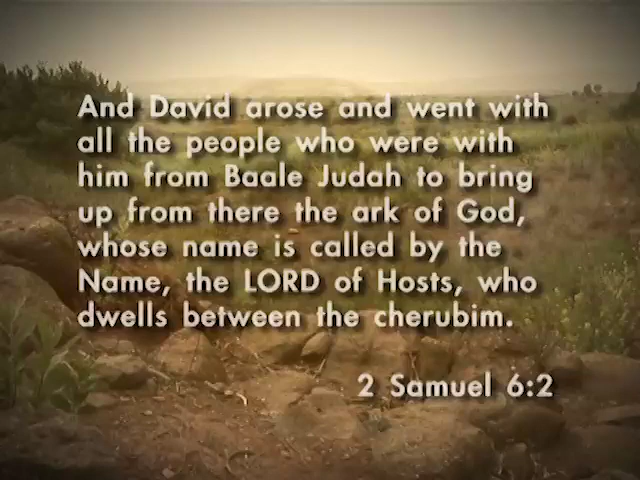 And David arose and went with
all the people who were with
him from Baale Judah to bring
up from there the ark of God,
whose name is called by the
Name, the LORD of Hosts, who
dwells between the cherubim.
2 Samuel 6:2